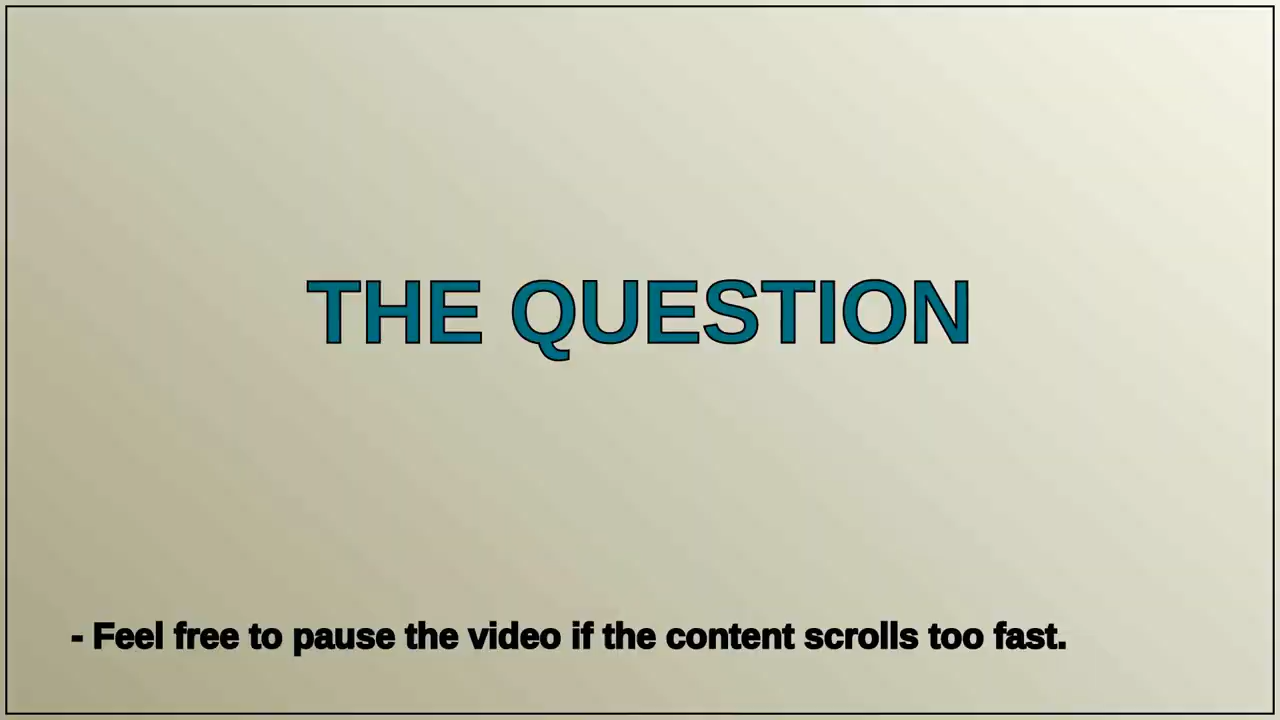 THE QUESTION
- Feel free to pause the video if the content scrolls too fast.